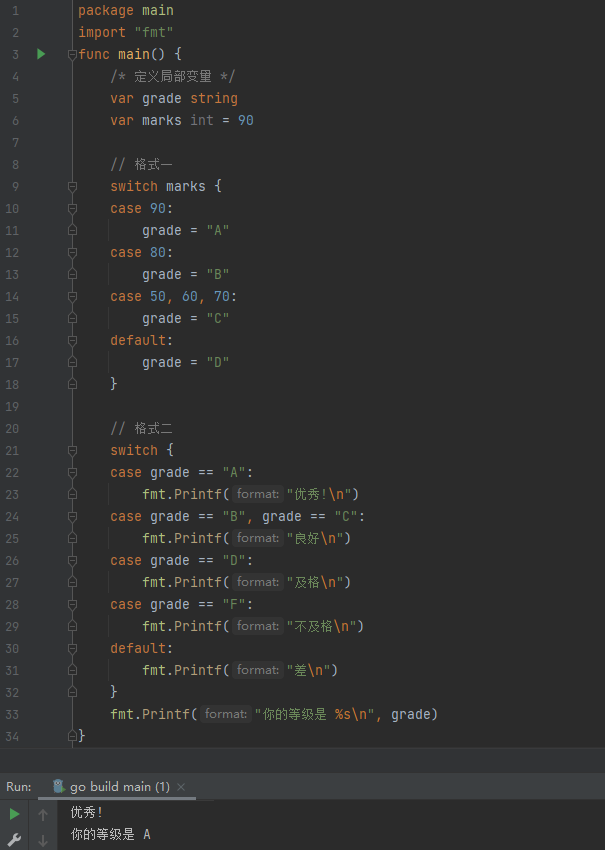 1 package main
2 import "fmt"
3 func main() {
4 /* 定义局部变量 */
5 var grade string
6 var marks int = 90
7
8 // 格式一
9 switch marks {
10 case 90:
11 grade = "A"
12 case 80:
13 grade = "B"
14 case 50, 60, 70:
15 grade = "C"
16 default:
17 grade = "D"
18 }
19
20 // 格式二
21 switch {
22 case grade == "A":
23 fmt.Printf( format: "优秀!\n")
24 case grade == "B", grade == "C":
25 fmt.Printf( format: "良好\n")
26 case grade == "D":
27 fmt.Printf( format: "及格\n")
28 case grade == "F":
29 fmt.Printf( format: "不及格\n")
30 default:
31 fmt.Printf( format: "差\n")
32 }
33 fmt.Printf( format: "你的等级是 %s\n", grade)
34 }
Run: go build main (1) ×
优秀!
你的等级是 A